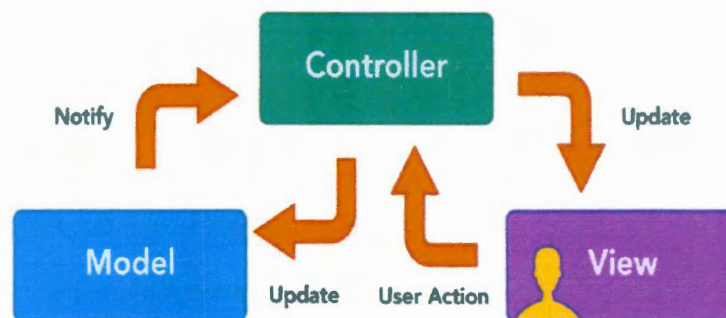 Controller
Notify
Update
Model
View
Update
User Action